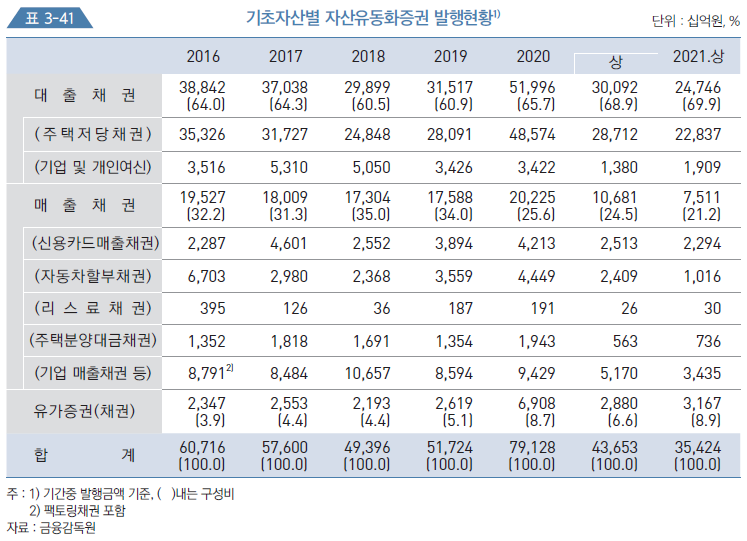 표 3-41 기초자산별 자산유동화증권 발행현황1) 단위 : 십억원, %
2016 2017 2018 2019 2020 상 2021.상
대 출 채 권 38,842 37,038 29,899 31,517 51,996 30,092 24,746
(64.0) (64.3) (60.5) (60.9) (65.7) (68.9) (69.9)
(주택저당채권) 35,326 31,727 24,848 28,091 48,574 28,712 22,837
(기업 및 개인여신) 3,516 5,310 5,050 3,426 3,422 1,380 1,909
매 출 채 권 19,527 18,009 17,304 17,588 20,225 10,681 7,511
(32.2) (31.3) (35.0) (34.0) (25.6) (24.5) (21.2)
(신용카드매출채권) 2,287 4,601 2,552 3,894 4,213 2,513 2,294
(자동차할부채권) 6,703 2,980 2,368 3,559 4,449 2,409 1,016
(리 스 료 채 권) 395 126 36 187 191 26 30
(주택분양대금채권) 1,352 1,818 1,691 1,354 1,943 563 736
(기업 매출채권 등) 8,7912) 8,484 10,657 8,594 9,429 5,170 3,435
유가증권(채권) 2,347 2,553 2,193 2,619 6,908 2,880 3,167
(3.9) (4.4) (4.4) (5.1) (8.7) (6.6) (8.9)
합 계 60,716 57,600 49,396 51,724 79,128 43,653 35,424
(100.0) (100.0) (100.0) (100.0) (100.0) (100.0) (100.0)
주 : 1) 기간중 발행금액 기준, ( )내는 구성비
2) 팩토링채권 포함
자료 : 금융감독원